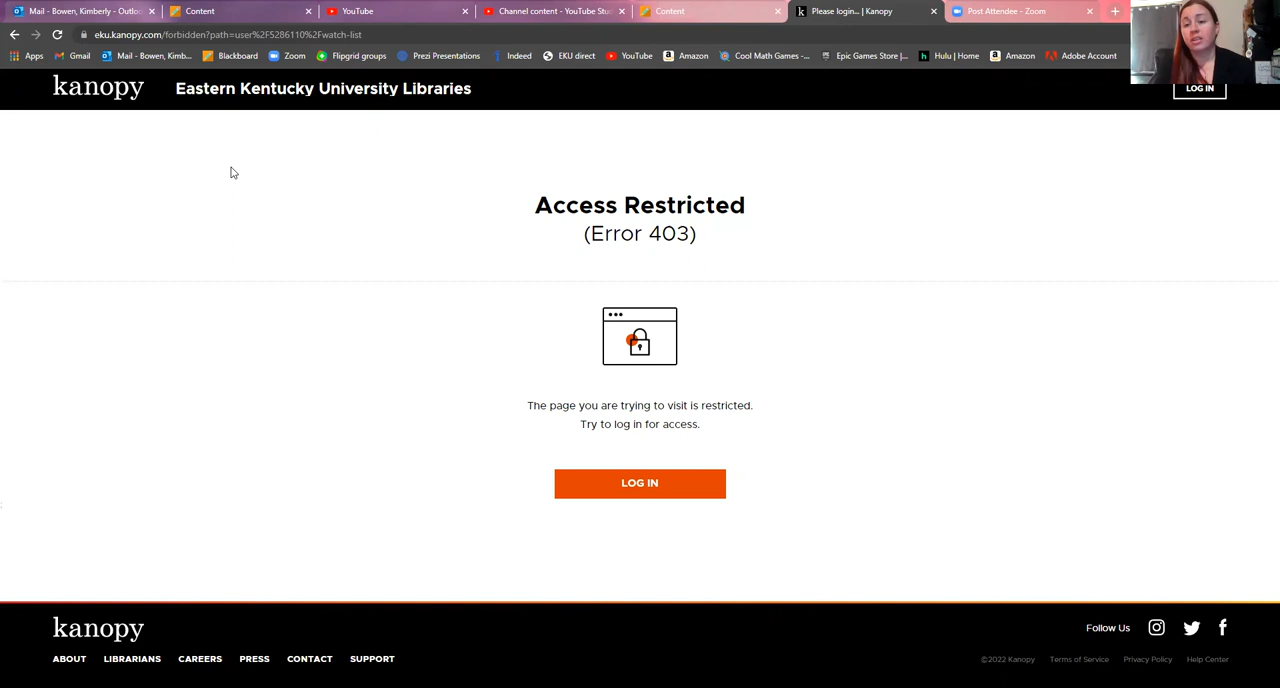 Mail - Bowen, Kimberly - Outloo
Content
YouTube
Channel content - YouTube Stu
Content
Please login... | Kanopy
Post Attendee - Zoom
eku.kanopy.com/forbidden?path=user%2F5286110%2Fwatch-list
Apps
Gmail
Mail - Bowen, Kimb...
Blackboard
Zoom
Flipgrid groups
Prezi Presentations
Indeed
EKU direct
YouTube
Amazon
Cool Math Games -...
Epic Games Store |...
Hulu | Home
Amazon
Adobe Account
kanopy
Eastern Kentucky University Libraries
LOG IN
Access Restricted
(Error 403)
The page you are trying to visit is restricted.
Try to log in for access.
LOG IN
kanopy
Follow Us
ABOUT
LIBRARIANS
CAREERS
PRESS
CONTACT
SUPPORT
©2022 Kanopy
Terms of Service
Privacy Policy
Help Center